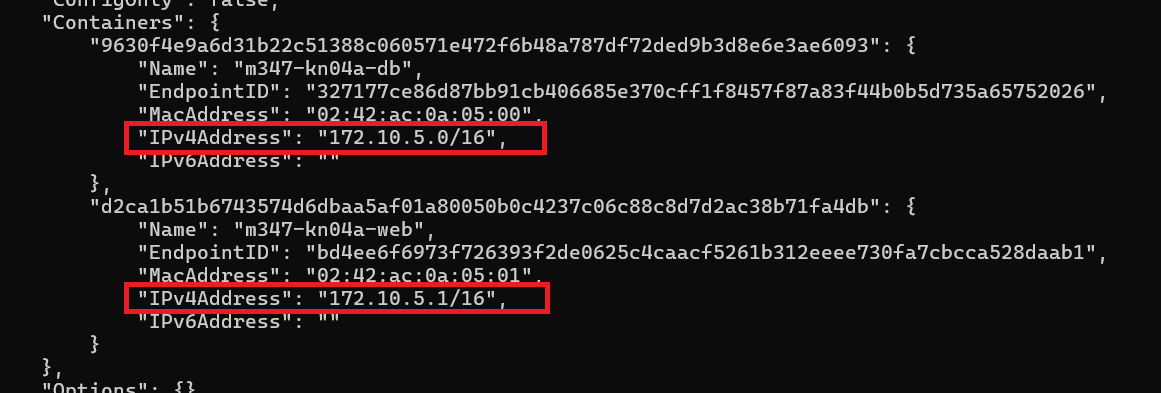 "ConfigOnly": false,
"Containers": {
"9630f4e9a6d31b22c51388c060571e472f6b48a787df72ded9b3d8e6e3ae6093": {
"Name": "m347-kn04a-db",
"EndpointID": "327177ce86d87bb91cb406685e370cff1f8457f87a83f44b0b5d735a65752026",
"MacAddress": "02:42:ac:0a:05:00",
"IPv4Address": "172.10.5.0/16",
"IPv6Address": ""
},
"d2ca1b51b6743574d6dbaa5af01a80050b0c4237c06c88c8d7d2ac38b71fa4db": {
"Name": "m347-kn04a-web",
"EndpointID": "bd4ee6f6973f726393f2de0625c4caacf5261b312eeee730fa7cbcca528daab1",
"MacAddress": "02:42:ac:0a:05:01",
"IPv4Address": "172.10.5.1/16",
"IPv6Address": ""
}
},
"Options": {}